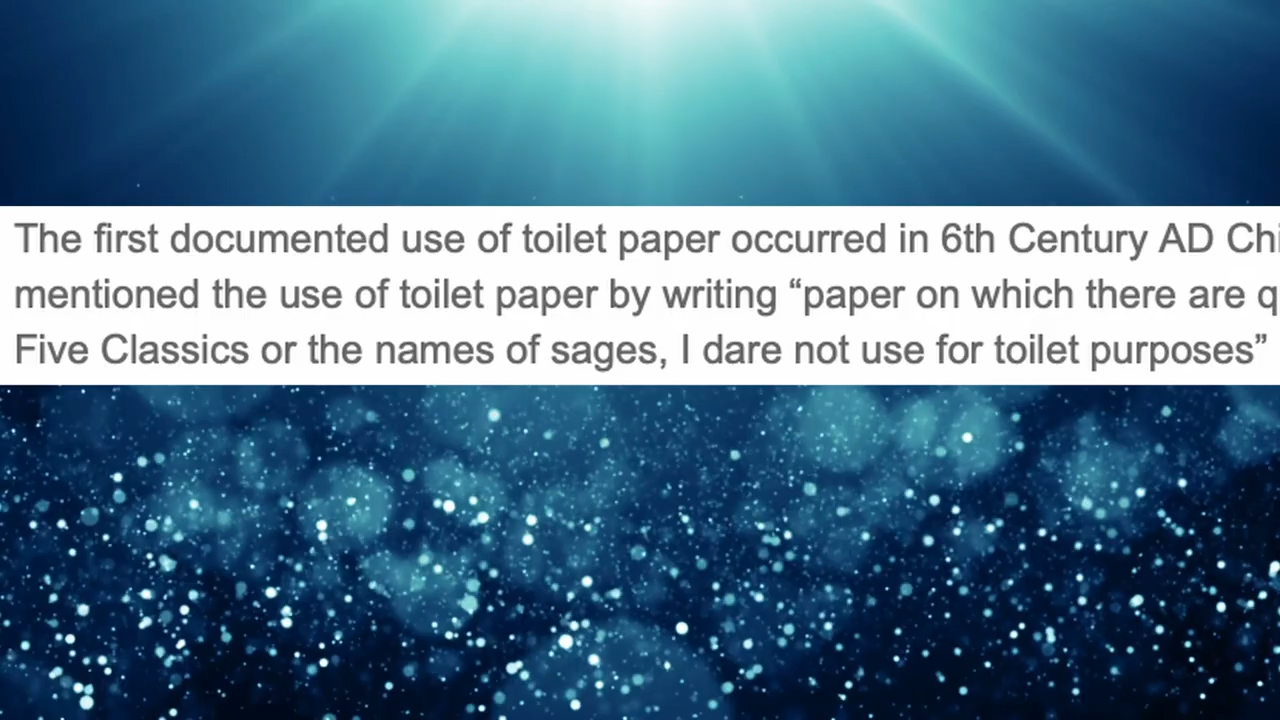 The first documented use of toilet paper occurred in 6th Century AD
mentioned the use of toilet paper by writing “paper on which there are
Five Classics or the names of sages, I dare not use for toilet purposes”